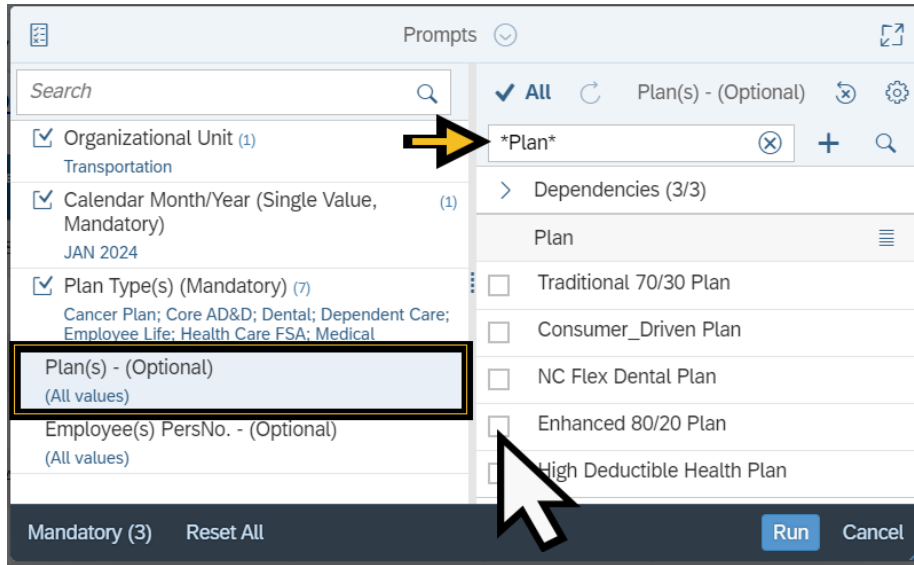 Prompts
Search
Organizational Unit (1)
Transportation
Calendar Month/Year (Single Value, (1)
Mandatory)
JAN 2024
Plan Type(s) (Mandatory) (7)
Cancer Plan; Core AD&D; Dental; Dependent Care;
Employee Life; Health Care FSA; Medical
Plan(s) - (Optional)
(All values)
Employee(s) PersNo. - (Optional)
(All values)
All Plan(s) - (Optional)
*Plan*
Dependencies (3/3)
Plan
Traditional 70/30 Plan
Consumer_Driven Plan
NC Flex Dental Plan
Enhanced 80/20 Plan
High Deductible Health Plan
Mandatory (3) Reset All Run Cancel